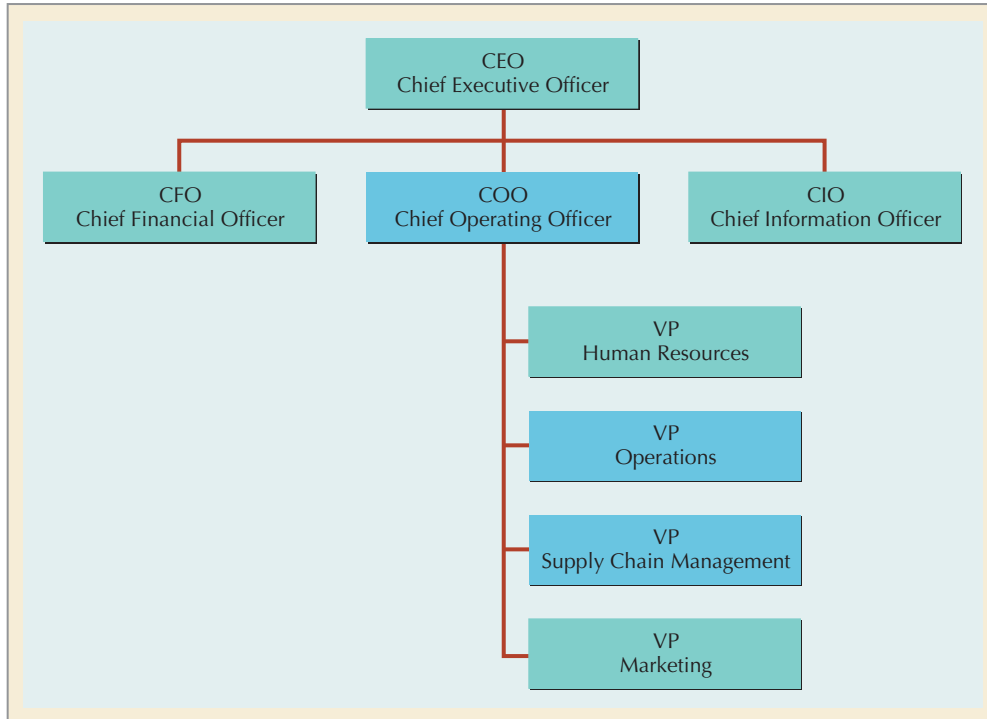 CEO
Chief Executive Officer
CFO
Chief Financial Officer
COO
Chief Operating Officer
CIO
Chief Information Officer
VP
Human Resources
VP
Operations
VP
Supply Chain Management
VP
Marketing